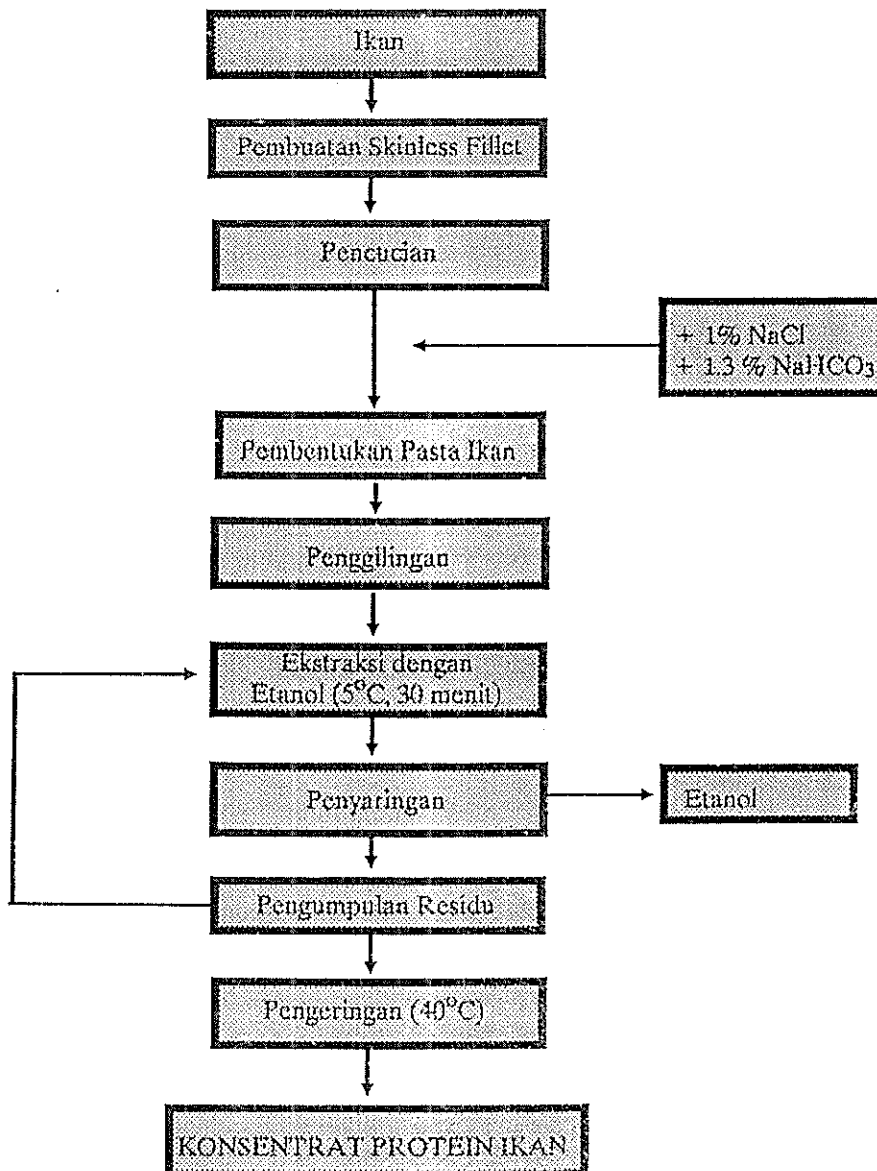 Ikan
Pembuatan Skinless Fillet
Pencucian
+ 1% NaCl
+ 1.3 % NaHCO₃
Pembentukan Pasta Ikan
Penggilingan
Ekstraksi dengan
Etanol (5°C, 30 menit)
Penyaringan
Etanol
Pengumpulan Residu
Pengeringan (40°C)
KONSENTRAT PROTEIN IKAN